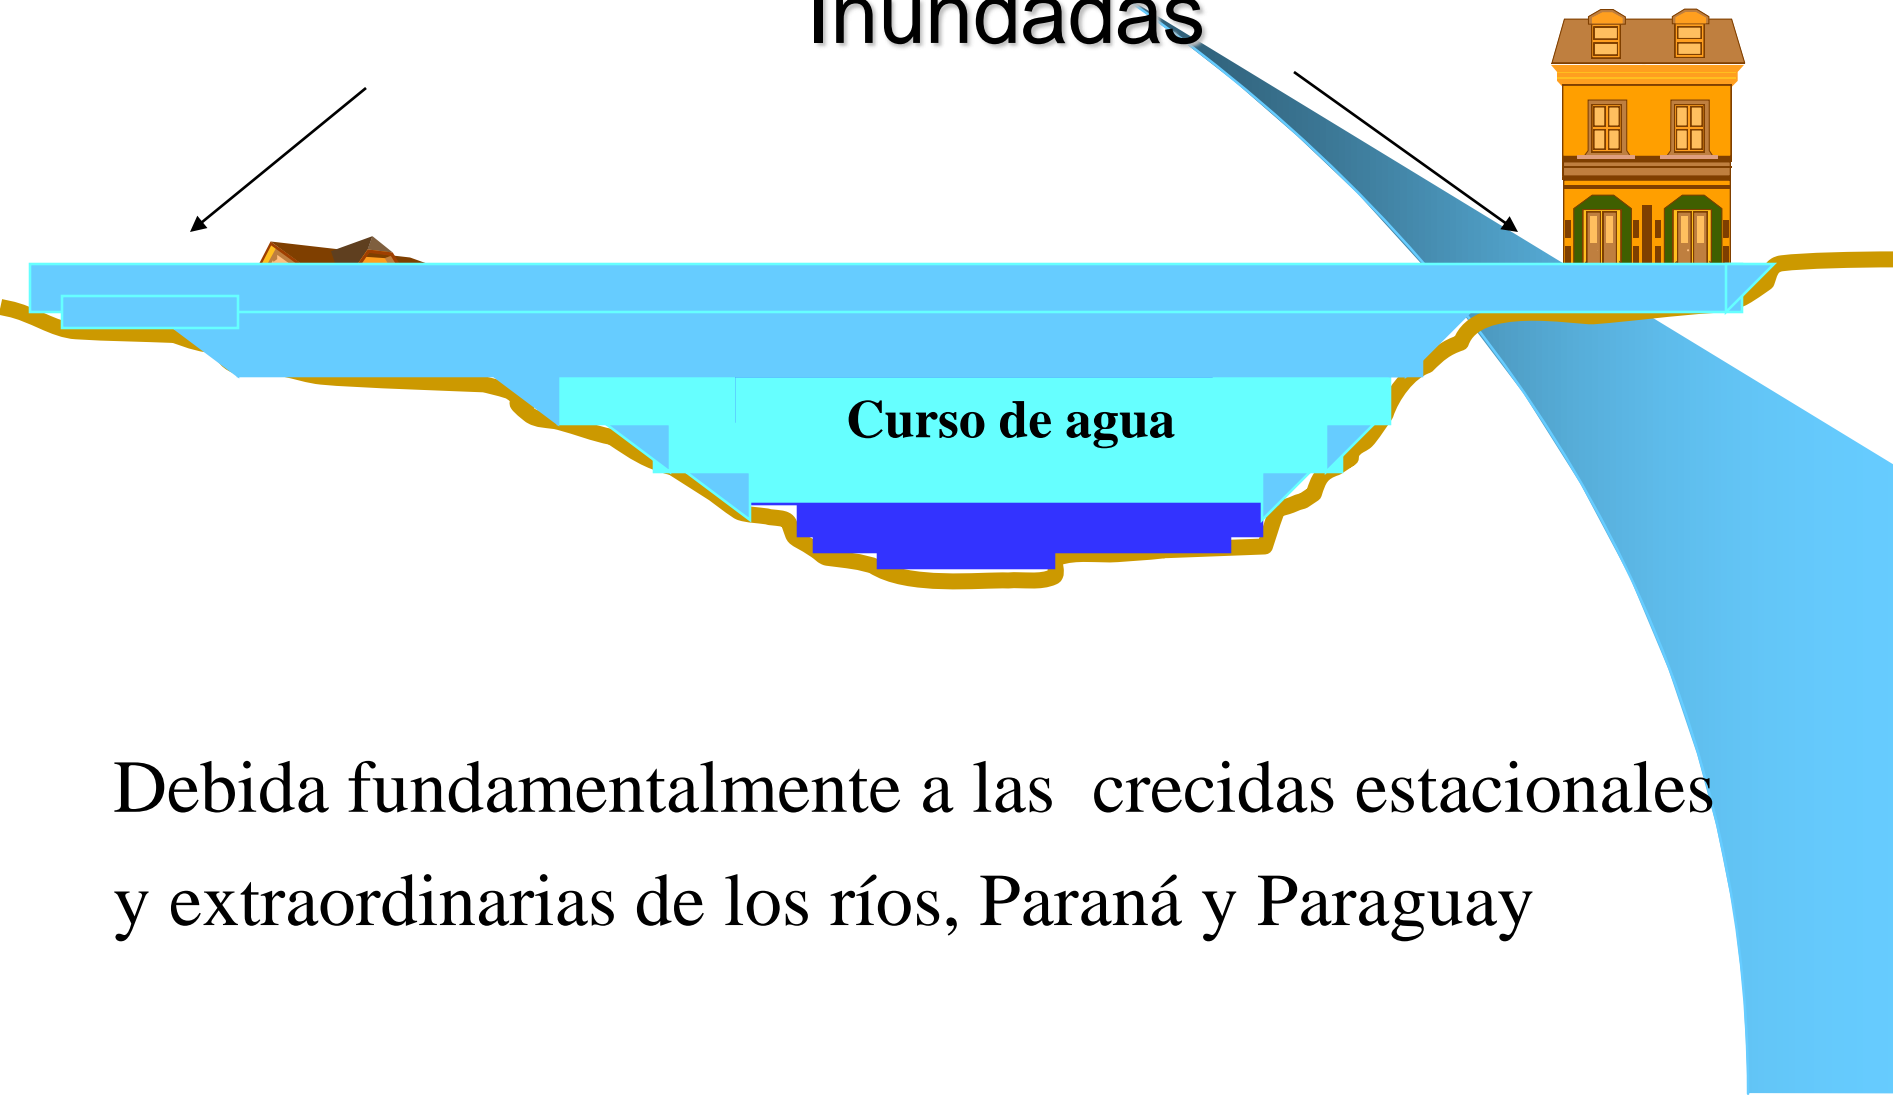 Inundadas
Curso de agua
Debida fundamentalmente a las  crecidas estacionales
y extraordinarias de los ríos, Paraná y Paraguay